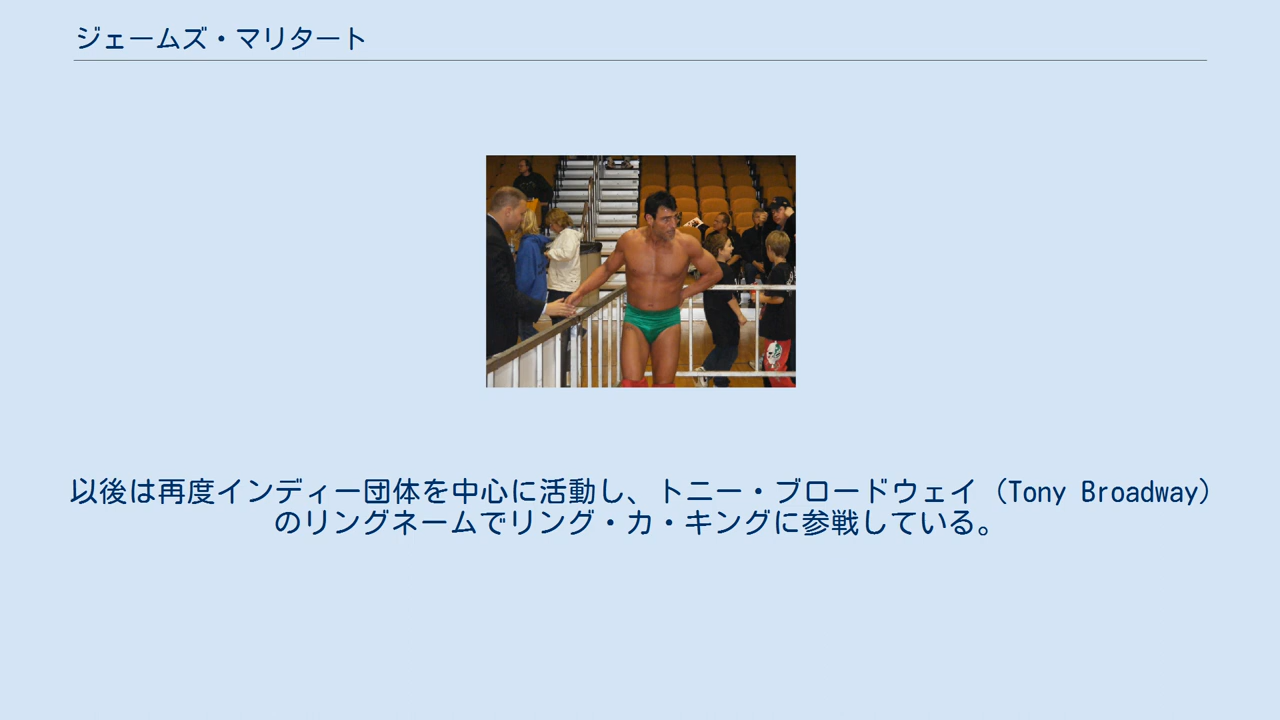 ジェームズ・マリタート
以後は再度インディー団体を中心に活動し、トニー・ブロードウェイ（Tony Broadway）
のリングネームでリング・カ・キングに参戦している。